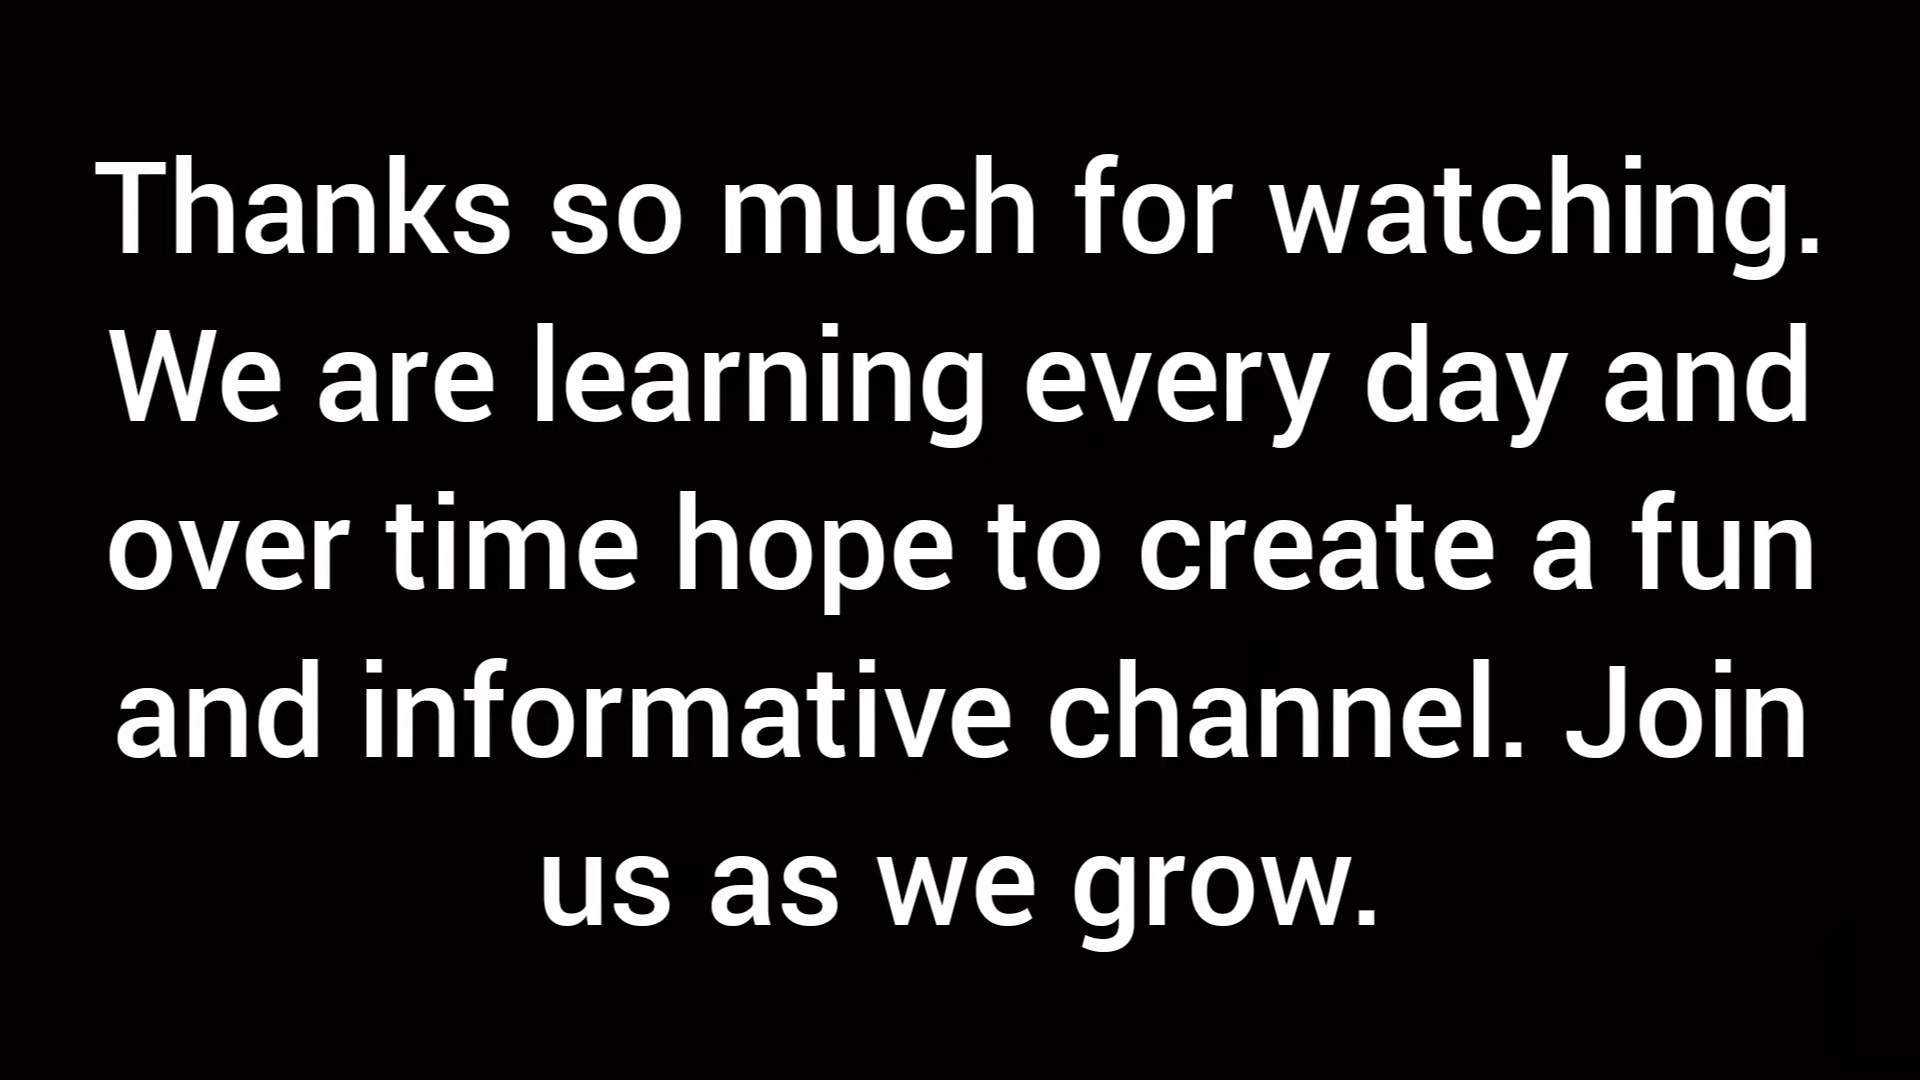 Thanks so much for watching.
We are learning every day and
over time hope to create a fun
and informative channel. Join
us as we grow.